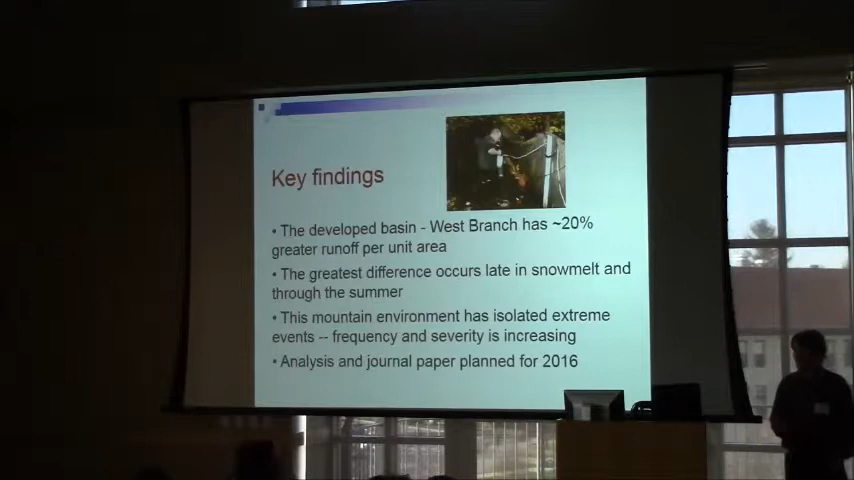 Key findings
• The developed basin - West Branch has ~20%
greater runoff per unit area
• The greatest difference occurs late in snowmelt and
through the summer
• This mountain environment has isolated extreme
events -- frequency and severity is increasing
• Analysis and journal paper planned for 2016